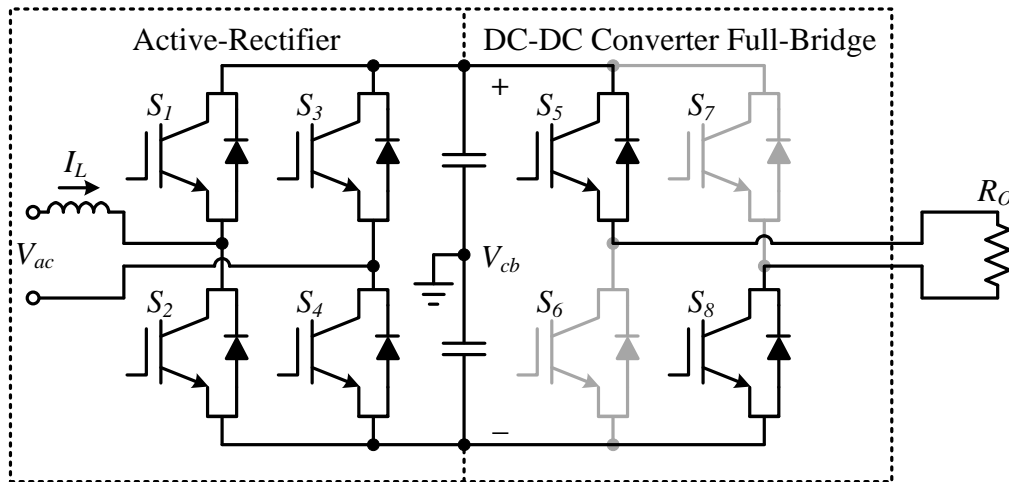 Active-Rectifier
DC-DC Converter Full-Bridge
+
S1
S3
S5
S7
IL
RO
Vac
Vcb
S2
S4
S6
S8
−